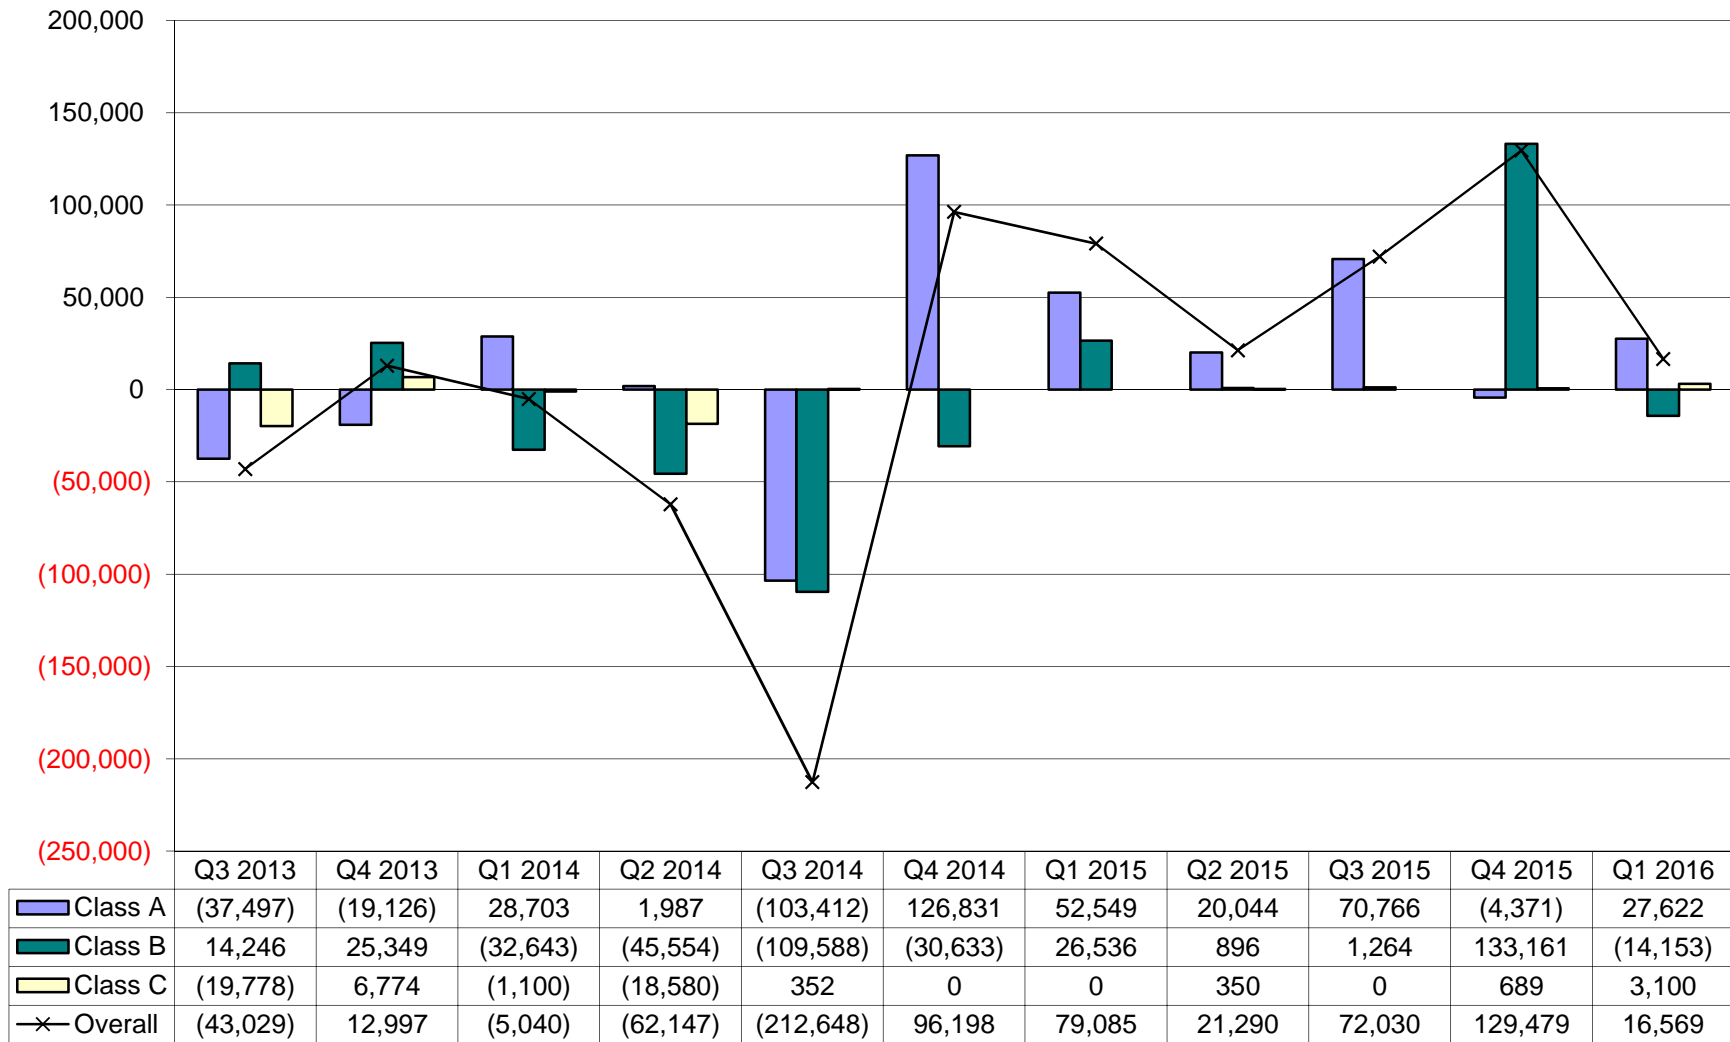 200,000
150,000
100,000
50,000
0
(50,000)
(100,000)
(150,000)
(200,000)
(250,000)
Q3 2013 Q4 2013 Q1 2014 Q2 2014 Q3 2014 Q4 2014 Q1 2015 Q2 2015 Q3 2015 Q4 2015 Q1 2016
Class A (37,497) (19,126) 28,703 1,987 (103,412) 126,831 52,549 20,044 70,766 (4,371) 27,622
Class B 14,246 25,349 (32,643) (45,554) (109,588) (30,633) 26,536 896 1,264 133,161 (14,153)
Class C (19,778) 6,774 (1,100) (18,580) 352 0 0 350 0 689 3,100
Overall (43,029) 12,997 (5,040) (62,147) (212,648) 96,198 79,085 21,290 72,030 129,479 16,569